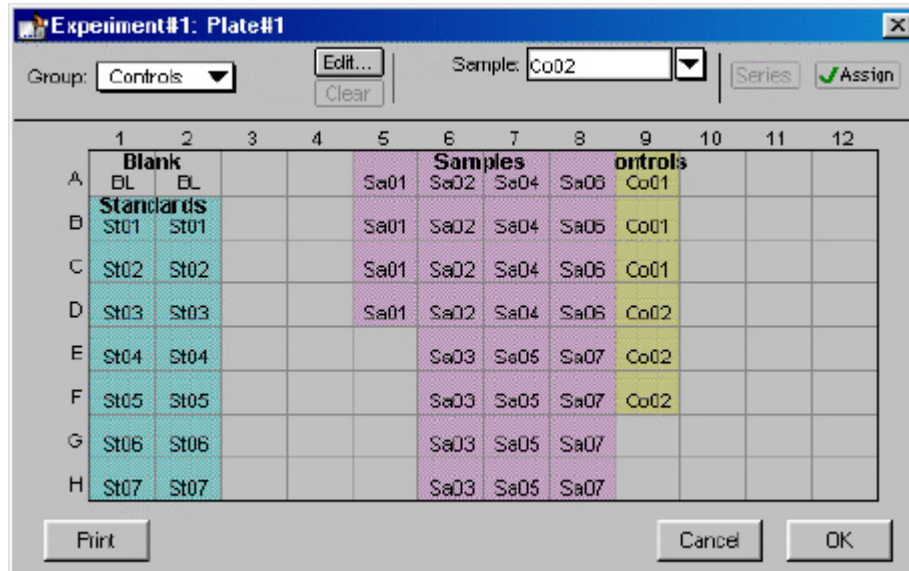 Experiment#1: Plate#1
Group: Controls Edit... Sample: Co02 Series Assign
Clear
1 2 3 4 5 6 7 8 9 10 11 12
Blank Samples ontrols
A BL BL Sa01 Sa02 Sa04 Sa06 Co01
Standards
B St01 St01 Sa01 Sa02 Sa04 Sa06 Co01
C St02 St02 Sa01 Sa02 Sa04 Sa06 Co01
D St03 St03 Sa01 Sa02 Sa04 Sa06 Co02
E St04 St04 Sa03 Sa05 Sa07 Co02
F St05 St05 Sa03 Sa05 Sa07 Co02
G St06 St06 Sa03 Sa05 Sa07
H St07 St07 Sa03 Sa05 Sa07
Print Cancel OK